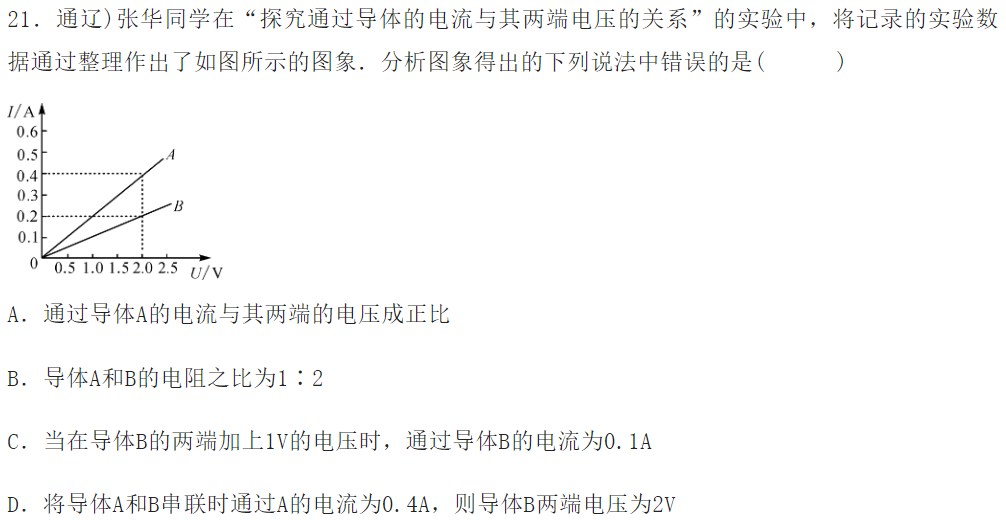 21. 通辽)张华同学在“探究通过导体的电流与其两端电压的关系”的实验中，将记录的实验数
据通过整理作出了如图所示的图象．分析图象得出的下列说法中错误的是(　　　)
I/A
0.6
0.5
0.4
0.3
0.2
0.1
0
A
B
0.5 1.0 1.5 2.0 2.5 U/V
A. 通过导体A的电流与其两端的电压成正比
B. 导体A和B的电阻之比为1∶2
C. 当在导体B的两端加上1V的电压时，通过导体B的电流为0.1A
D. 将导体A和B串联时通过A的电流为0.4A，则导体B两端电压为2V